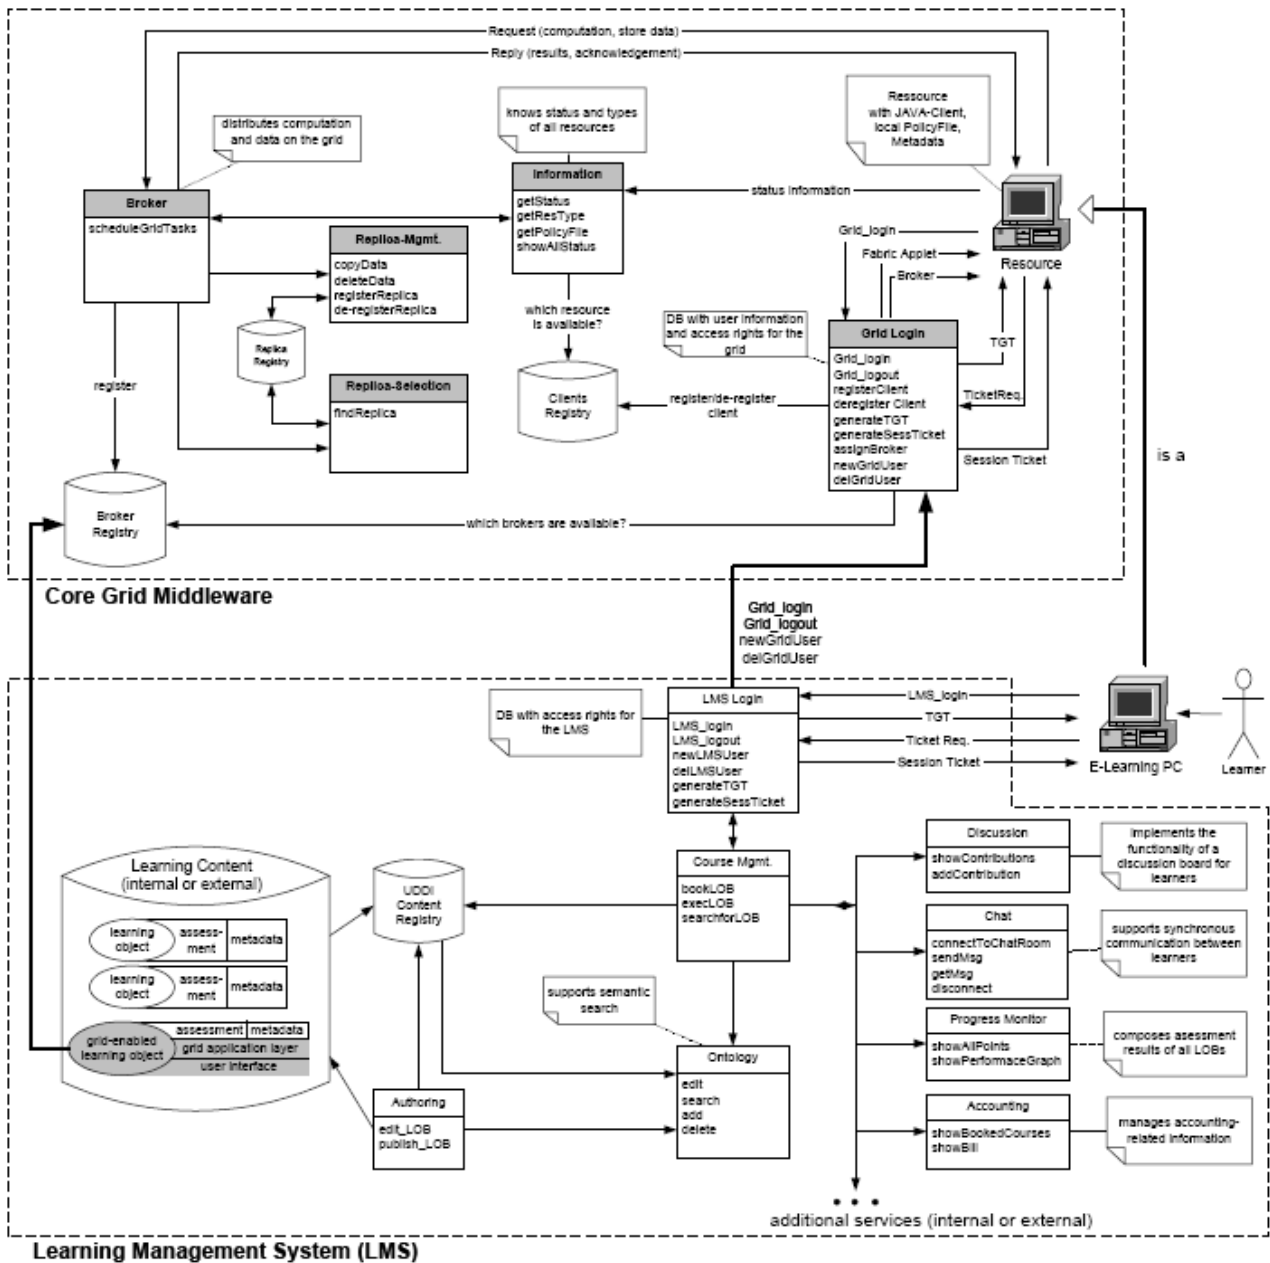 Request (computation, store data)
Reply (results, acknowledgement)
distributes computation
and data on the grid
knows status and types
of all resources
Ressource
with JAVA-Client,
local PolicyFile,
Metadata
Broker
scheduleGridTasks
Information
getStatus
getResType
getPolicyFile
showAllStatus
status information
Resource
Replica-Mgmt.
copyData
deleteData
registerReplica
de-registerReplica
Grid_login
Fabric Applet
Broker
which resource
is available?
DB with user information
and access rights for the
grid
Grid Login
Grid_login
Grid_logout
registerClient
deregister Client
generateTGT
generateSessTicket
assignBroker
newGridUser
delGridUser
TGT
TicketReq.
Session Ticket
Replica
Registry
register
Replica-Selection
findReplica
Clients
Registry
register/de-register
client
is a
Broker
Registry
which brokers are available?
Core Grid Middleware
Grid_login
Grid_logout
newGridUser
delGridUser
DB with access rights for
the LMS
LMS Login
LMS_login
LMS_logout
newLMSUser
delLMSUser
generateTGT
generateSessTicket
LMS_login
TGT
Ticket Req.
Session Ticket
E-Learning PC
Learner
Learning Content
(internal or external)
learning
object
assess-
ment
metadata
learning
object
assess-
ment
metadata
grid-enabled
learning object
assessment
metadata
grid application layer
user interface
UDDI
Content
Registry
Course Mgmt.
bookLOB
execLOB
searchforLOB
supports semantic
search
Ontology
edit
search
add
delete
Authoring
edit_LOB
publish_LOB
Discussion
showContributions
addContribution
implements the
functionality of a
discussion board for
learners
Chat
connectToChatRoom
sendMsg
getMsg
disconnect
supports synchronous
communication between
learners
Progress Monitor
showAllPoints
showPerformaceGraph
composes asessment
results of all LOBs
Accounting
showBookedCourses
showBill
manages accounting-
related information
• • •
additional services (internal or external)
Learning Management System (LMS)